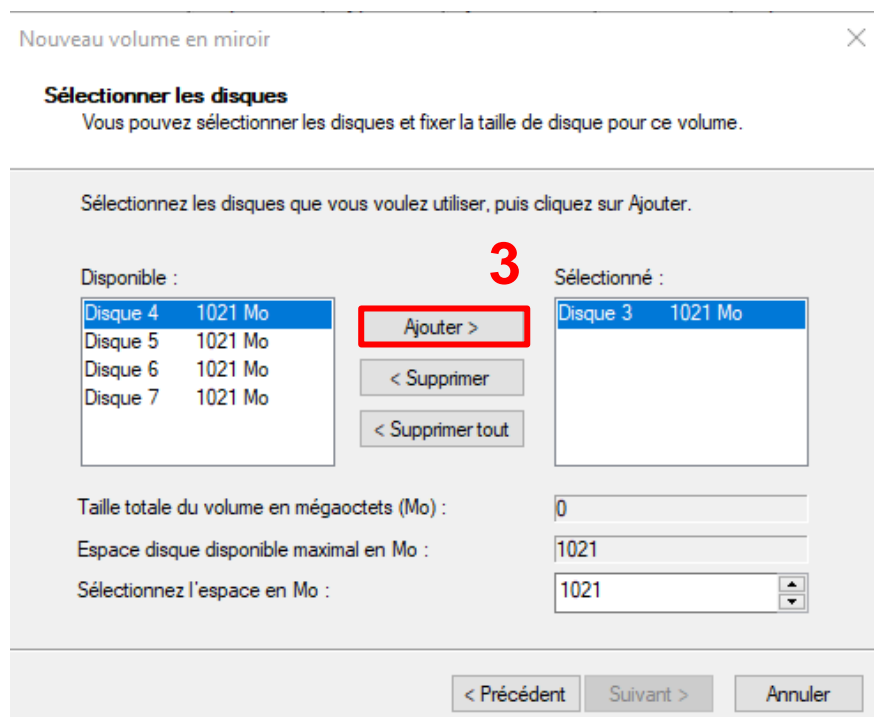 Nouveau volume en miroir
Sélectionner les disques
Vous pouvez sélectionner les disques et fixer la taille de disque pour ce volume.
Sélectionnez les disques que vous voulez utiliser, puis cliquez sur Ajouter.
3
Disponible :
Sélectionné :
Disque 4 1021 Mo
Disque 5 1021 Mo
Disque 6 1021 Mo
Disque 7 1021 Mo
Ajouter >
< Supprimer
< Supprimer tout
Disque 3 1021 Mo
Taille totale du volume en mégaoctets (Mo) : 0
Espace disque disponible maximal en Mo : 1021
Sélectionnez l'espace en Mo : 1021
< Précédent Suivant > Annuler